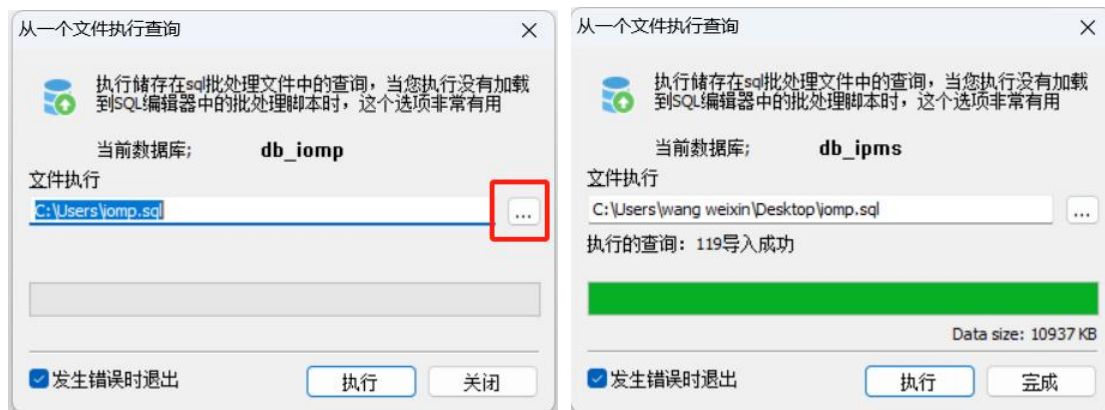 从一个文件执行查询
执行储存在sql批处理文件中的查询，当您执行没有加载
到SQL编辑器中的批处理脚本时，这个选项非常有用
当前数据库;
db_iomp
文件执行
C:\Users\iomp.sql
...
发生错误时退出
执行
关闭
从一个文件执行查询
执行储存在sql批处理文件中的查询，当您执行没有加载
到SQL编辑器中的批处理脚本时，这个选项非常有用
当前数据库;
db_ipms
文件执行
C:\Users\wang weixin\Desktop\iomp.sql
...
执行的查询：119导入成功
Data size: 10937 KB
发生错误时退出
执行
完成